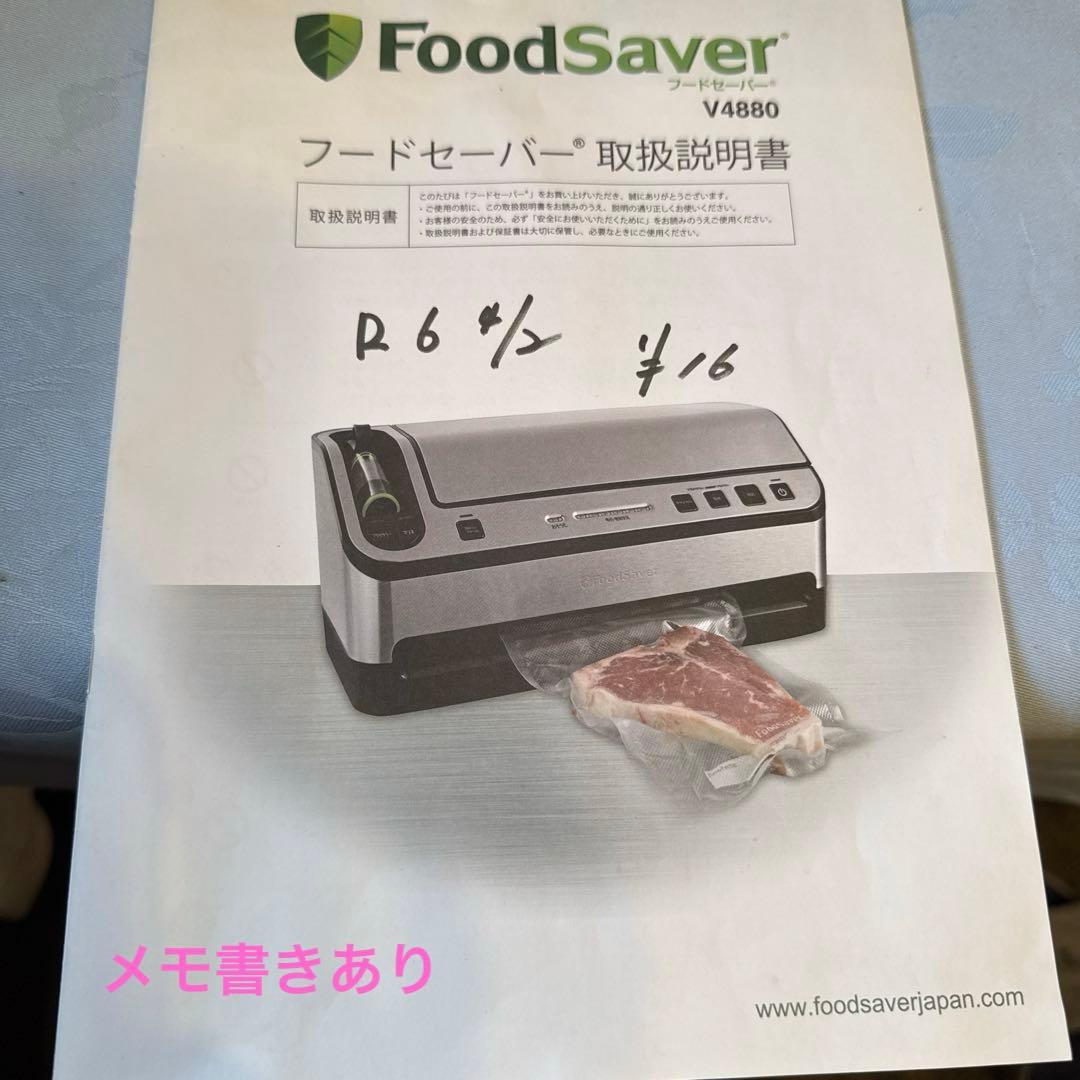 FoodSaver®
フードセーバー®
V4880
フードセーバー® 取扱説明書
取扱説明書
このたびは「フードセーバー®」をお買い上げいただき、誠にありがとうございます。
・ご使用の前に、この取扱説明書をお読みのうえ、説明の通り正しくお使いください。
・お客様の安全のため、必ず「安全にお使いいただくために」をお読みのうえご使用ください。
・取扱説明書および保証書は大切に保管し、必要なときにご使用ください。
R6 4/2 ¥16
FoodSaver
FoodSaver
メモ書きあり
www.foodsaverjapan.com